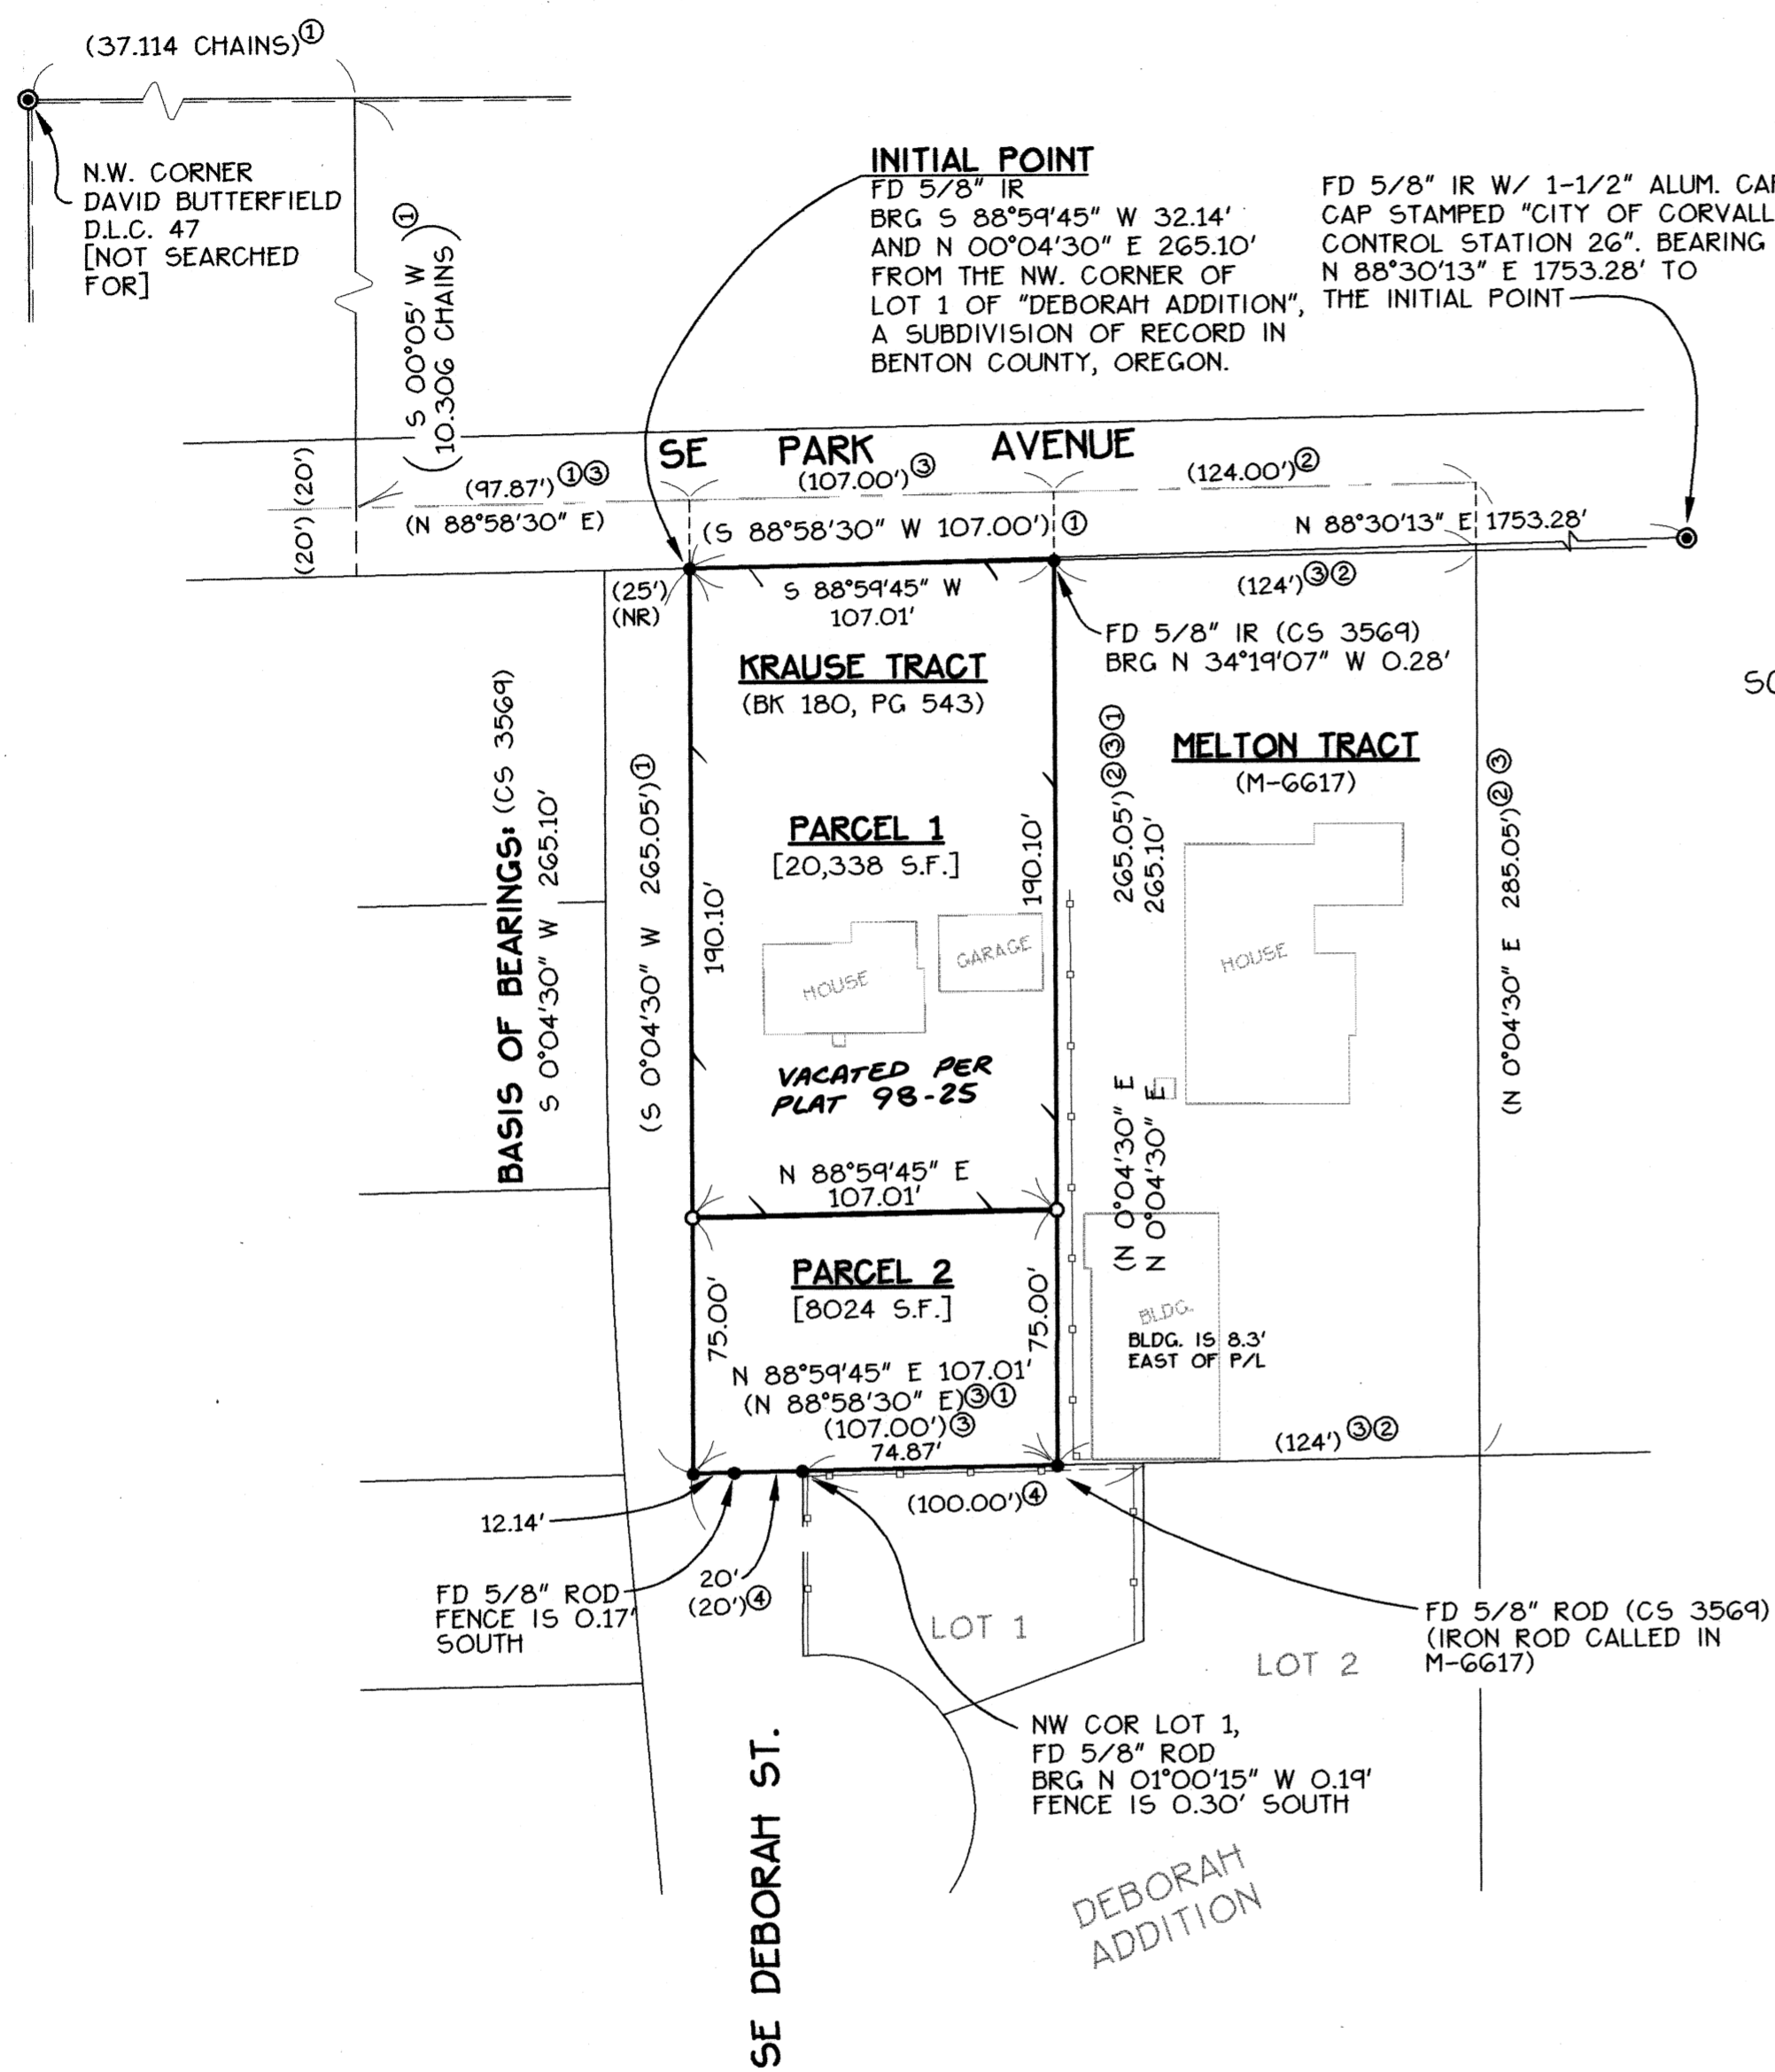 (37.114 CHAINS)①
N.W. CORNER
DAVID BUTTERFIELD
D.L.C. 47
[NOT SEARCHED
FOR]
(S 00°05' W
10.306 CHAINS)①
INITIAL POINT
FD 5/8" IR
BRG S 88°59'45" W 32.14'
AND N 00°04'30" E 265.10'
FROM THE NW. CORNER OF
LOT 1 OF "DEBORAH ADDITION",
A SUBDIVISION OF RECORD IN
BENTON COUNTY, OREGON.
FD 5/8" IR W/ 1-1/2" ALUM.
CAP STAMPED "CITY OF
CONTROL STATION 26". BEARING
N 88°30'13" E 1753.28' TO
THE INITIAL POINT
SE PARK AVENUE
(20')
(20')
(97.87')①③
(107.00')③
(124.00')②
(N 88°58'30" E)
(S 88°58'30" W 107.00')①
N 88°30'13" E 1753.28'
(25')
(NR)
S 88°59'45" W
107.01'
(124')③②
FD 5/8" IR (CS 3569)
BRG N 34°19'07" W 0.28'
KRAUSE TRACT
(BK 180, PG 543)
MELTON TRACT
(M-6617)
BASIS OF BEARINGS: (CS 3569)
S 0°04'30" W 265.10'
(S 0°04'30" W 265.05')①
190.10'
PARCEL 1
[20,338 S.F.]
190.10'
(N 0°04'30" E 265.05')②③①
N 0°04'30" E 265.10'
(N 0°04'30" E 285.05')②③
HOUSE
GARAGE
HOUSE
VACATED PER
PLAT 98-25
N 88°59'45" E
107.01'
PARCEL 2
[8024 S.F.]
75.00'
75.00'
BLDG.
BLDG. IS 8.3'
EAST OF P/L
N 88°59'45" E 107.01'
(N 88°58'30" E)③①
(107.00')③
74.87'
(124')③②
12.14'
(100.00')④
FD 5/8" ROD
FENCE IS 0.17'
SOUTH
20'
(20')④
LOT 1
LOT 2
FD 5/8" ROD (CS 3569)
(IRON ROD CALLED IN
M-6617)
NW COR LOT 1,
FD 5/8" ROD
BRG N 01°00'15" W 0.19'
FENCE IS 0.30' SOUTH
SE DEBORAH ST.
DEBORAH
ADDITION